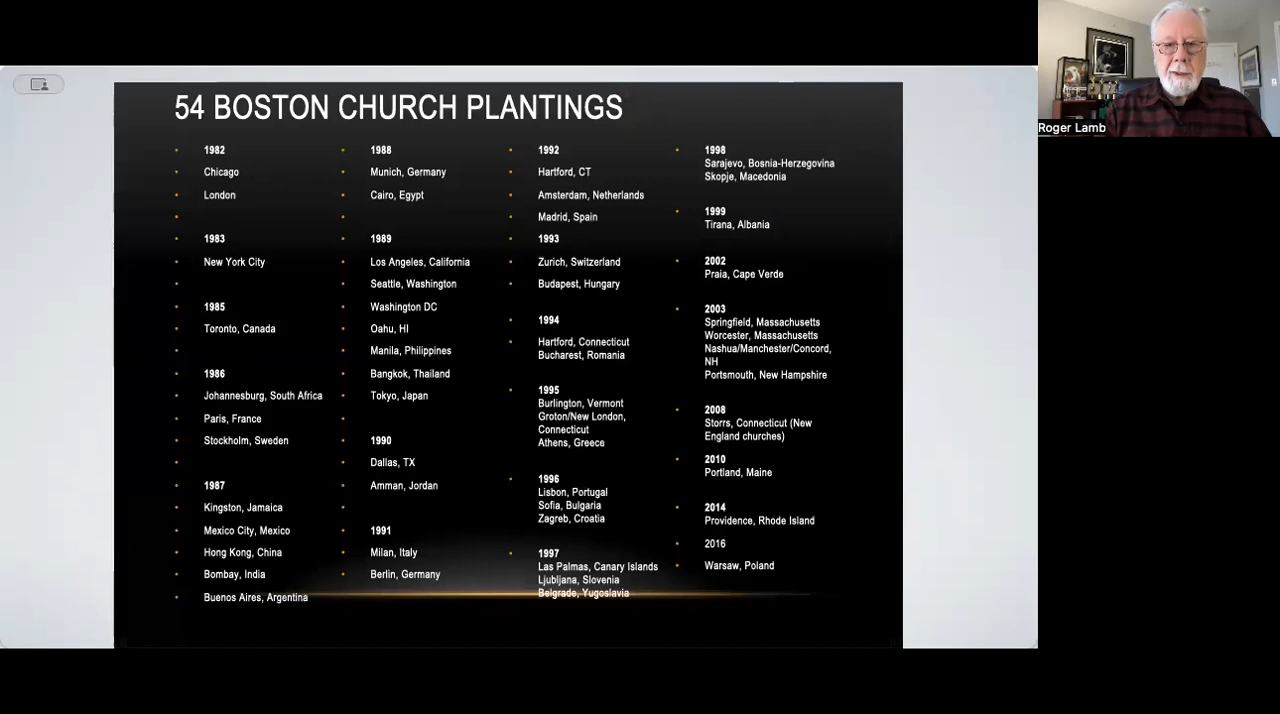 54 BOSTON CHURCH PLANTINGS
1982
Chicago
London
1983
New York City
1985
Toronto, Canada
1986
Johannesburg, South Africa
Paris, France
Stockholm, Sweden
1987
Kingston, Jamaica
Mexico City, Mexico
Hong Kong, China
Bombay, India
Buenos Aires, Argentina
1988
Munich, Germany
Cairo, Egypt
1989
Los Angeles, California
Seattle, Washington
Washington DC
Oahu, HI
Manila, Philippines
Bangkok, Thailand
Tokyo, Japan
1990
Dallas, TX
Amman, Jordan
1991
Milan, Italy
Berlin, Germany
1992
Hartford, CT
Amsterdam, Netherlands
Madrid, Spain
1993
Zurich, Switzerland
Budapest, Hungary
1994
Hartford, Connecticut
Bucharest, Romania
1995
Burlington, Vermont
Groton/New London,
Connecticut
Athens, Greece
1996
Lisbon, Portugal
Sofia, Bulgaria
Zagreb, Croatia
1997
Las Palmas, Canary Islands
Ljubljana, Slovenia
Belgrade, Yugoslavia
1998
Sarajevo, Bosnia-Herzegovina
Skopje, Macedonia
1999
Tirana, Albania
2002
Praia, Cape Verde
2003
Springfield, Massachusetts
Worcester, Massachusetts
Nashua/Manchester/Concord,
NH
Portsmouth, New Hampshire
2008
Storrs, Connecticut (New
England churches)
2010
Portland, Maine
2014
Providence, Rhode Island
2016
Warsaw, Poland
Roger Lamb